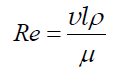 Re = υlρ / μ